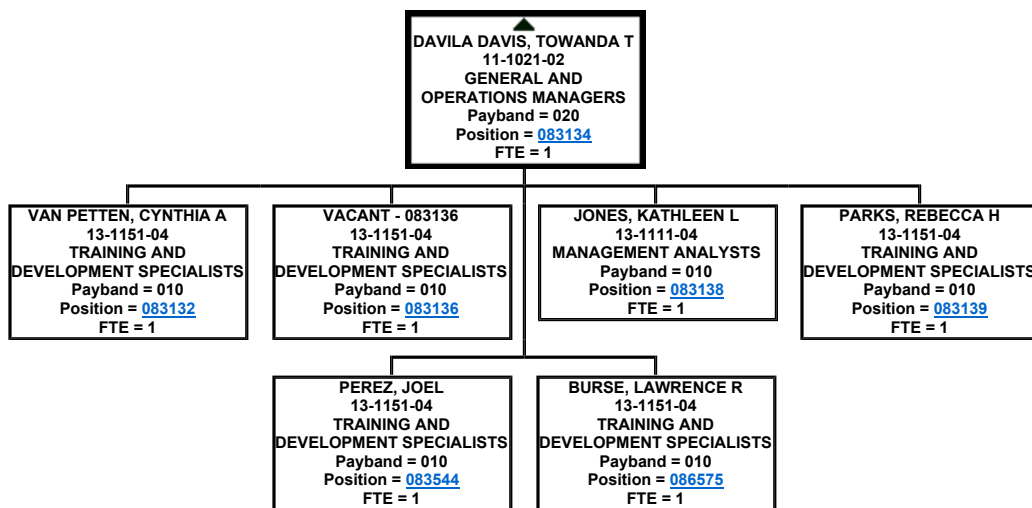 DAVILA DAVIS, TOWANDA T
11-1021-02
GENERAL AND
OPERATIONS MANAGERS
Payband = 020
Position = 083134
FTE = 1
VAN PETTEN, CYNTHIA A
13-1151-04
TRAINING AND
DEVELOPMENT SPECIALISTS
Payband = 010
Position = 083132
FTE = 1
VACANT - 083136
13-1151-04
TRAINING AND
DEVELOPMENT SPECIALISTS
Payband = 010
Position = 083136
FTE = 1
JONES, KATHLEEN L
13-1111-04
MANAGEMENT ANALYSTS
Payband = 010
Position = 083138
FTE = 1
PARKS, REBECCA H
13-1151-04
TRAINING AND
DEVELOPMENT SPECIALISTS
Payband = 010
Position = 083139
FTE = 1
PEREZ, JOEL
13-1151-04
TRAINING AND
DEVELOPMENT SPECIALISTS
Payband = 010
Position = 083544
FTE = 1
BURSE, LAWRENCE R
13-1151-04
TRAINING AND
DEVELOPMENT SPECIALISTS
Payband = 010
Position = 086575
FTE = 1